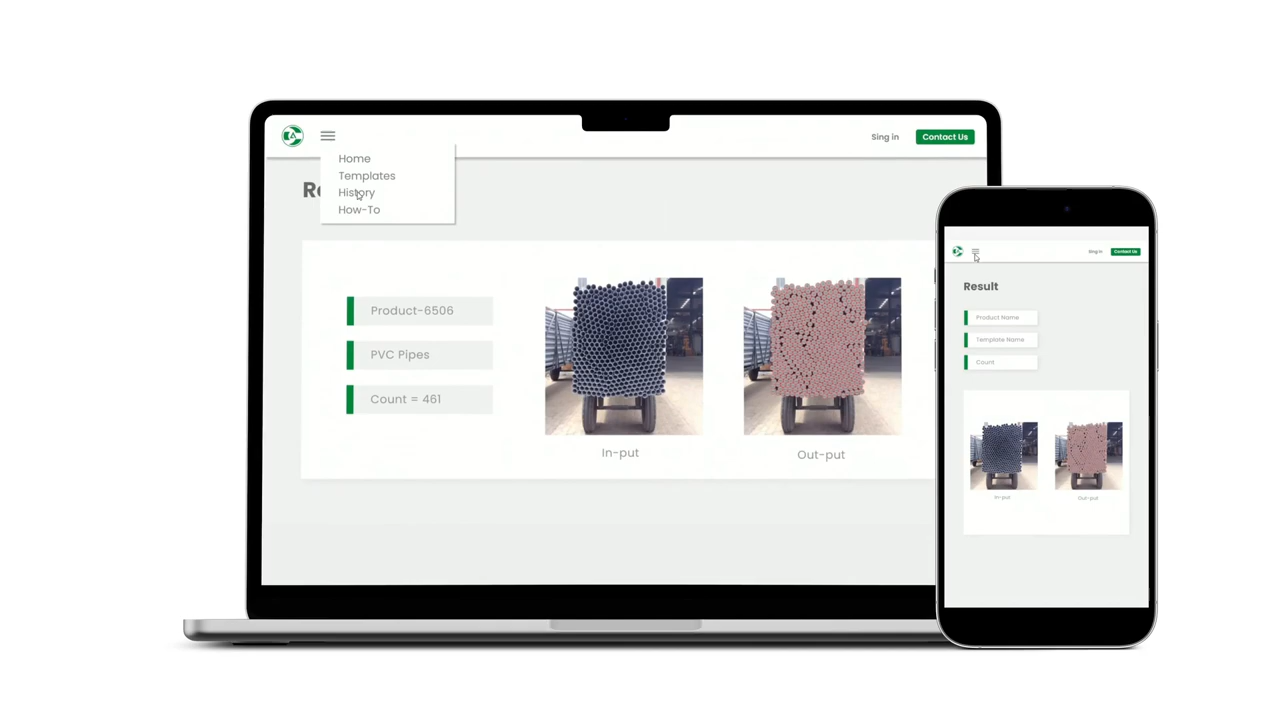 Sing in
Contact Us
Home
Templates
History
How-To
Product-6506
PVC Pipes
Count = 461
In-put
Out-put
Sing in
Contact Us
Result
Product Name
Template Name
Count
In-put
Out-put